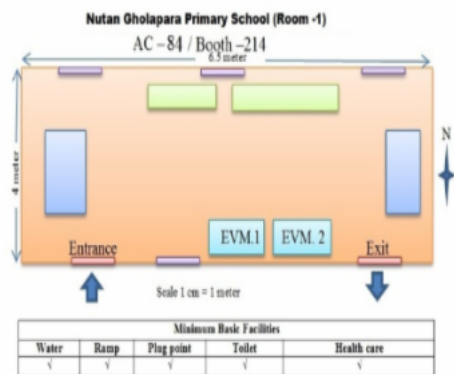 Nutan Gholapara Primary School (Room -1)
AC – 84 / Booth –214
6.5 meter
4 meter
N
EVM.1 EVM. 2
Entrance Exit
Scale 1 cm = 1 meter
Minimum Basic Facilities
Water Ramp Plug point Toilet Health care
√ √ √ √ √